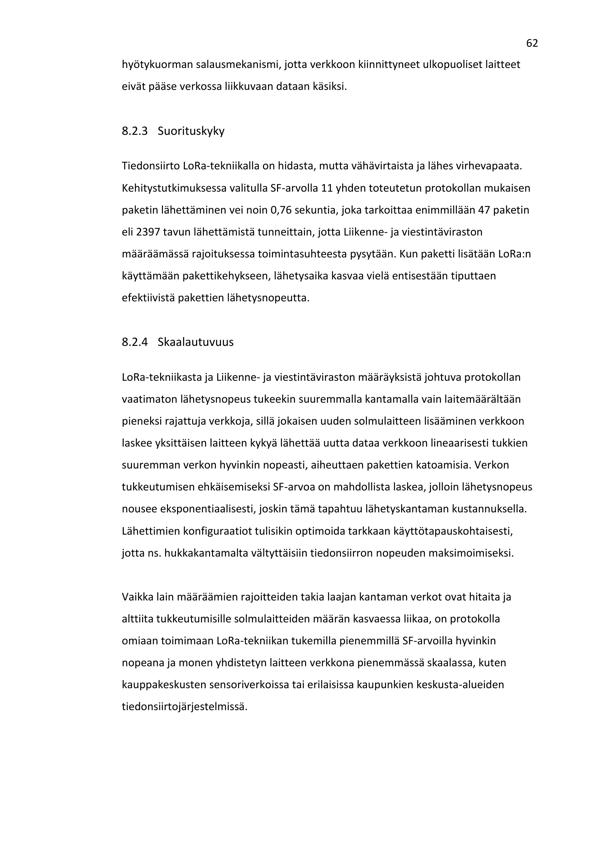 62
hyötykuorman salausmekanismi, jotta verkkoon kiinnittyneet ulkopuoliset laitteet
eivät pääse verkossa liikkuvaan dataan käsiksi.
8.2.3 Suorituskyky
Tiedonsiirto LoRa-tekniikalla on hidasta, mutta vähävirtaista ja lähes virhevapaata.
Kehitystutkimuksessa valitulla SF-arvolla 11 yhden toteutetun protokollan mukaisen
paketin lähettäminen vei noin 0,76 sekuntia, joka tarkoittaa enimmillään 47 paketin
eli 2397 tavun lähettämistä tunneittain, jotta Liikenne- ja viestintäviraston
määräämässä rajoituksessa toimintasuhteesta pysytään. Kun paketti lisätään LoRa:n
käyttämään pakettikehykseen, lähetysaika kasvaa vielä entisestään tiputtaen
efektiivistä pakettien lähetysnopeutta.
8.2.4 Skaalautuvuus
LoRa-tekniikasta ja Liikenne- ja viestintäviraston määräyksistä johtuva protokollan
vaatimaton lähetysnopeus tukeekin suuremmalla kantamalla vain laitemäärältään
pieneksi rajattuja verkkoja, sillä jokaisen uuden solmulaitteen lisääminen verkkoon
laskee yksittäisen laitteen kykyä lähettää uutta dataa verkkoon lineaarisesti tukkien
suuremman verkon hyvinkin nopeasti, aiheuttaen pakettien katoamisia. Verkon
tukkeutumisen ehkäisemiseksi SF-arvoa on mahdollista laskea, jolloin lähetysnopeus
nousee eksponentiaalisesti, joskin tämä tapahtuu lähetyskantaman kustannuksella.
Lähettimien konfiguraatiot tulisikin optimoida tarkkaan käyttötapauskohtaisesti,
jotta ns. hukkakantamalta vältyttäisiin tiedonsiirron nopeuden maksimoimiseksi.
Vaikka lain määräämien rajoitteiden takia laajan kantaman verkot ovat hitaita ja
alttiita tukkeutumisille solmulaitteiden määrän kasvaessa liikaa, on protokolla
omiaan toimimaan LoRa-tekniikan tukemilla pienemmillä SF-arvoilla hyvinkin
nopeana ja monen yhdistetyn laitteen verkkona pienemmässä skaalassa, kuten
kauppakeskusten sensoriverkoissa tai erilaisissa kaupunkien keskusta-alueiden
tiedonsiirtojärjestelmissä.